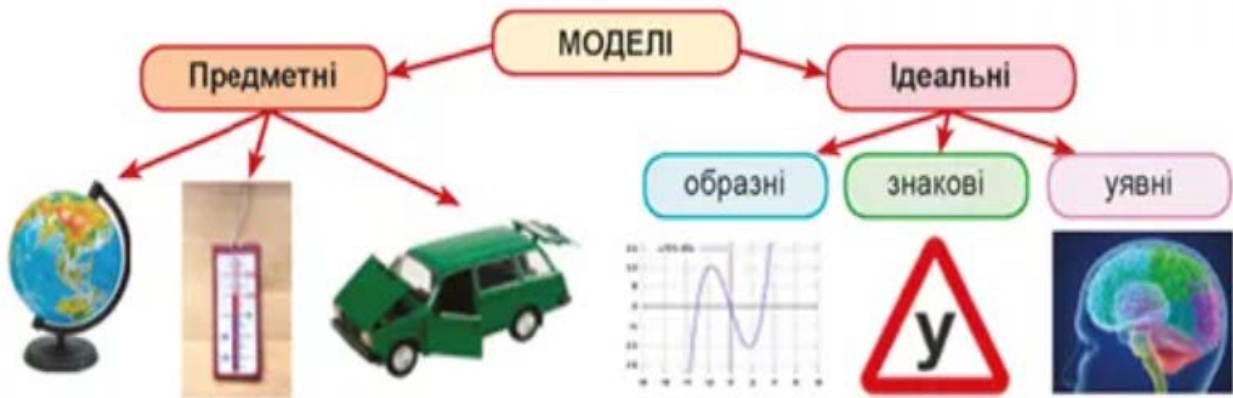 МОДЕЛІ
Предметні
Ідеальні
образні
знакові
уявні
У